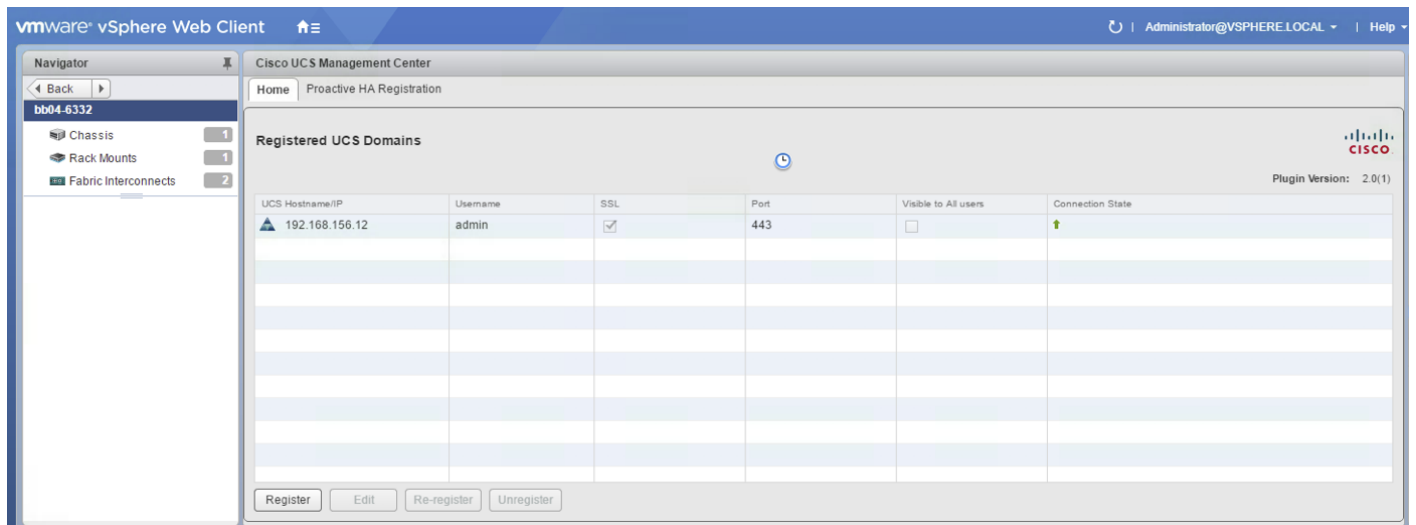 vmware® vSphere Web Client
Administrator@VSPHERE.LOCAL
Help
Navigator
Cisco UCS Management Center
Back
Home
Proactive HA Registration
bb04-6332
Chassis 1
Rack Mounts 1
Fabric Interconnects 2
Registered UCS Domains
CISCO
Plugin Version: 2.0(1)
UCS Hostname/IP Username SSL Port Visible to All users Connection State
192.168.156.12 admin 443
Register Edit Re-register Unregister